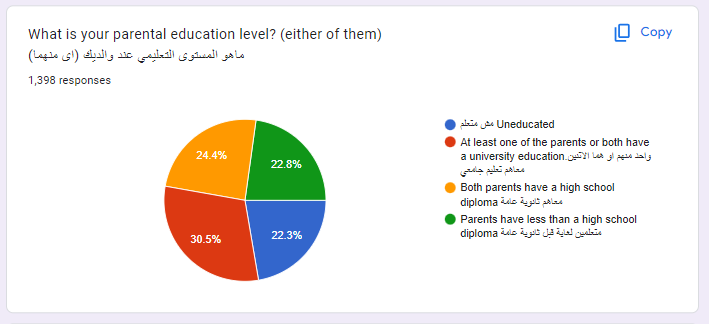 What is your parental education level? (either of them)
ماهو المستوى التعليمي عند والديك (اى منهما)
Copy
1,398 responses
24.4%
22.8%
30.5%
22.3%
مش متعلم Uneducated
At least one of the parents or both have
a university education.واحد منهم او هما الاتنين
معاهم تعليم جامعي
Both parents have a high school
diploma معاهم ثانوية عامة
Parents have less than a high school
diploma متعلمين لغاية قبل ثانوية عامة